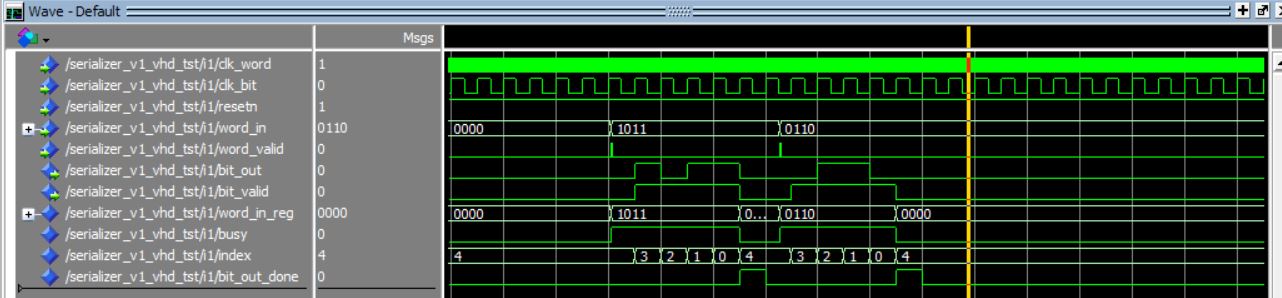 Wave - Default
Msgs
/serializer_v1_vhd_tst/i1/clk_word 1
/serializer_v1_vhd_tst/i1/clk_bit 0
/serializer_v1_vhd_tst/i1/resetn 1
/serializer_v1_vhd_tst/i1/word_in 0110 0000 1011 0110
/serializer_v1_vhd_tst/i1/word_valid 0
/serializer_v1_vhd_tst/i1/bit_out 0
/serializer_v1_vhd_tst/i1/bit_valid 0
/serializer_v1_vhd_tst/i1/word_in_reg 0000 0000 1011 0... 0110 0000
/serializer_v1_vhd_tst/i1/busy 0
/serializer_v1_vhd_tst/i1/index 4 4 3 2 1 0 4 3 2 1 0 4
/serializer_v1_vhd_tst/i1/bit_out_done 0